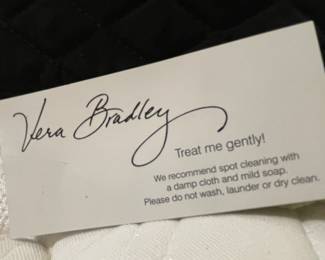 Vera Bradley
Treat me gently!
We recommend spot cleaning with
a damp cloth and mild soap.
Please do not wash, launder or dry clean.